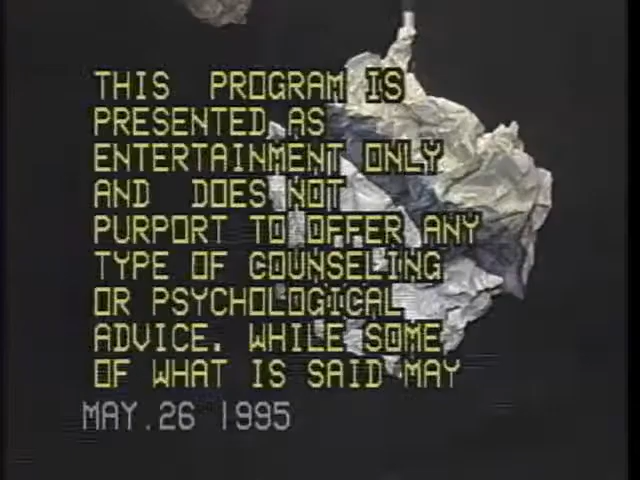 THIS PROGRAM IS
PRESENTED AS
ENTERTAINMENT ONLY
AND DOES NOT
PURPORT TO OFFER ANY
TYPE OF COUNSELING
OR PSYCHOLOGICAL
ADVICE. WHILE SOME
OF WHAT IS SAID MAY
MAY.26 1995